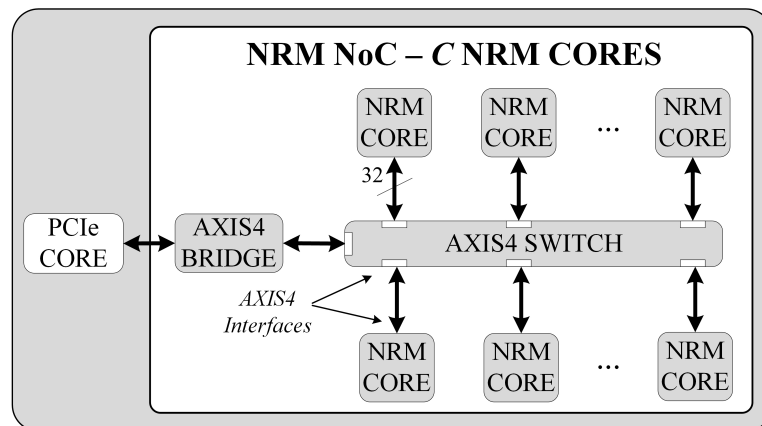 NRM NoC – C NRM CORES
NRM
CORE
NRM
CORE
...
NRM
CORE
32
PCIe
CORE
AXIS4
BRIDGE
AXIS4 SWITCH
AXIS4
Interfaces
NRM
CORE
NRM
CORE
...
NRM
CORE